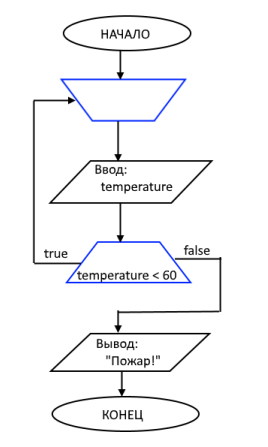 НАЧАЛО
Ввод:
temperature
true
false
temperature < 60
Вывод:
"Пожар!"
КОНЕЦ